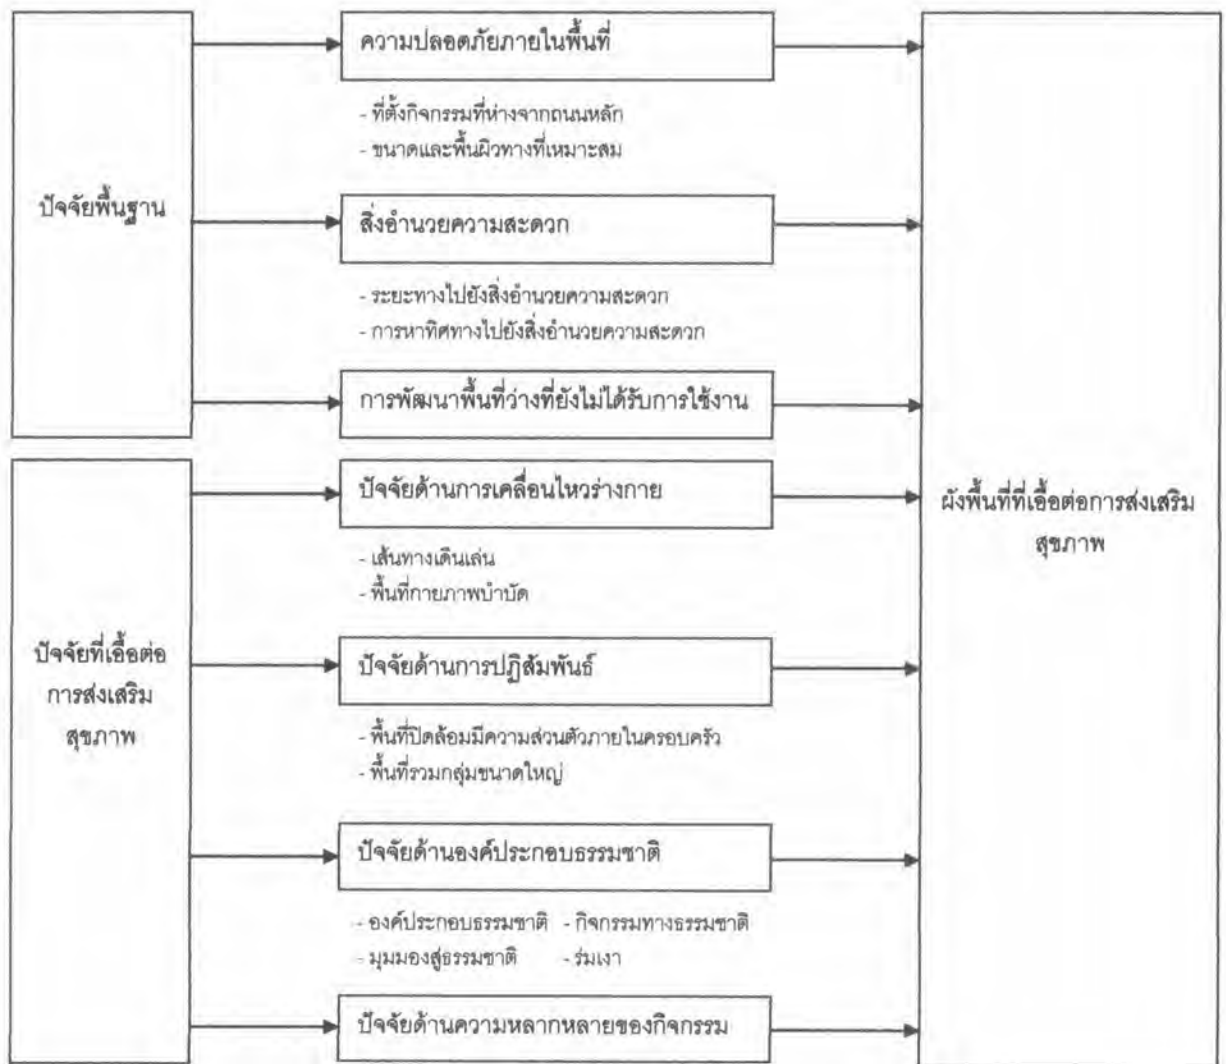 ความปลอดภัยภายในพื้นที่
- ที่ตั้งกิจกรรมที่ห่างจากถนนหลัก
- ขนาดและพื้นผิวทางที่เหมาะสม
ปัจจัยพื้นฐาน
สิ่งอำนวยความสะดวก
- ระยะทางไปยังสิ่งอำนวยความสะดวก
- การหาทิศทางไปยังสิ่งอำนวยความสะดวก
การพัฒนาพื้นที่ว่างที่ยังไม่ได้รับการใช้งาน
ปัจจัยด้านการเคลื่อนไหวร่างกาย
- เส้นทางเดินเล่น
- พื้นที่กายภาพบำบัด
ปัจจัยที่เอื้อต่อ
การส่งเสริม
สุขภาพ
ปัจจัยด้านการปฏิสัมพันธ์
- พื้นที่ปิดล้อมมีความส่วนตัวภายในครอบครัว
- พื้นที่รวมกลุ่มขนาดใหญ่
ปัจจัยด้านองค์ประกอบธรรมชาติ
- องค์ประกอบธรรมชาติ - กิจกรรมทางธรรมชาติ
- มุมมองสู่ธรรมชาติ - ร่มเงา
ปัจจัยด้านความหลากหลายของกิจกรรม
ผังพื้นที่ที่เอื้อต่อการส่งเสริม
สุขภาพ